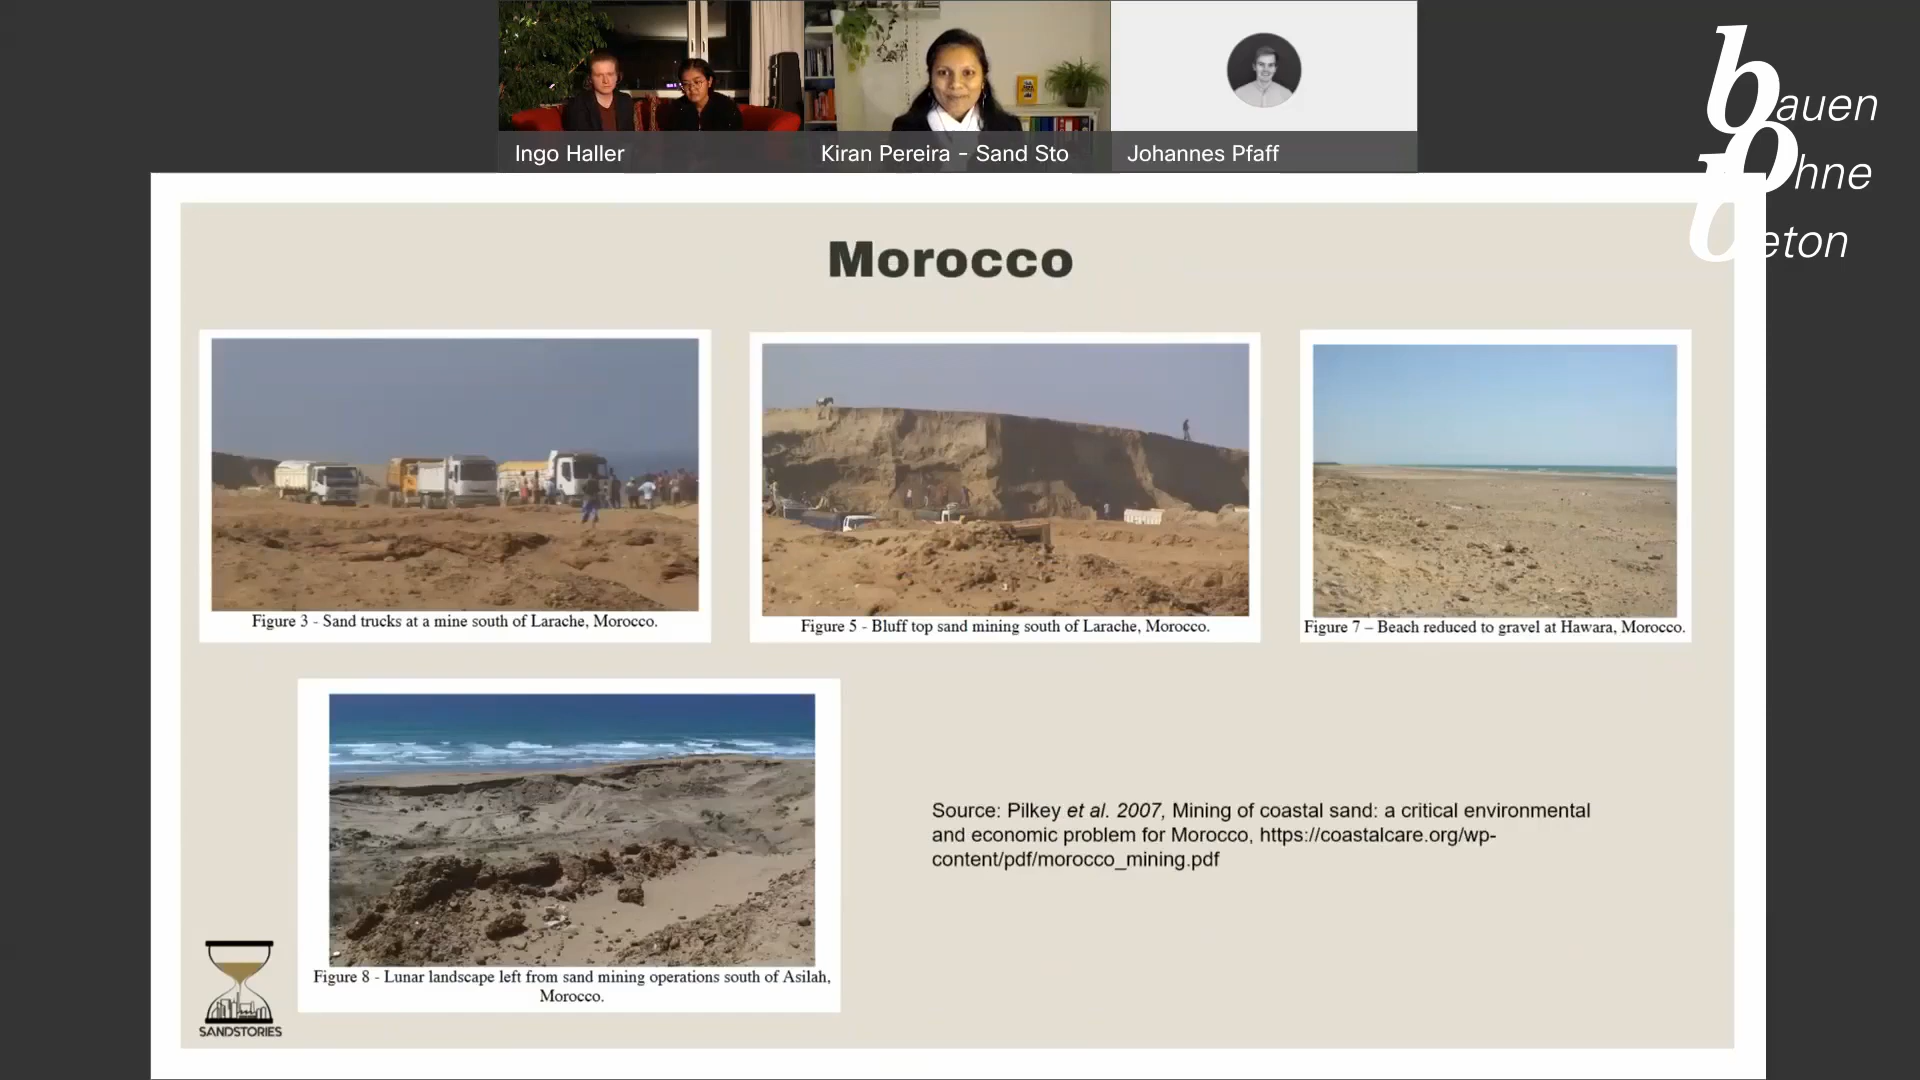 Ingo Haller
Kiran Pereira - Sand Sto
Johannes Pfaff
bauen
ohne
beton
Morocco
Figure 3 - Sand trucks at a mine south of Larache, Morocco.
Figure 5 - Bluff top sand mining south of Larache, Morocco.
Figure 7 – Beach reduced to gravel at Hawara, Morocco.
Figure 8 - Lunar landscape left from sand mining operations south of Asilah,
Morocco.
Source: Pilkey et al. 2007, Mining of coastal sand: a critical environmental
and economic problem for Morocco, https://coastalcare.org/wp-
content/pdf/morocco_mining.pdf
SANDSTORIES